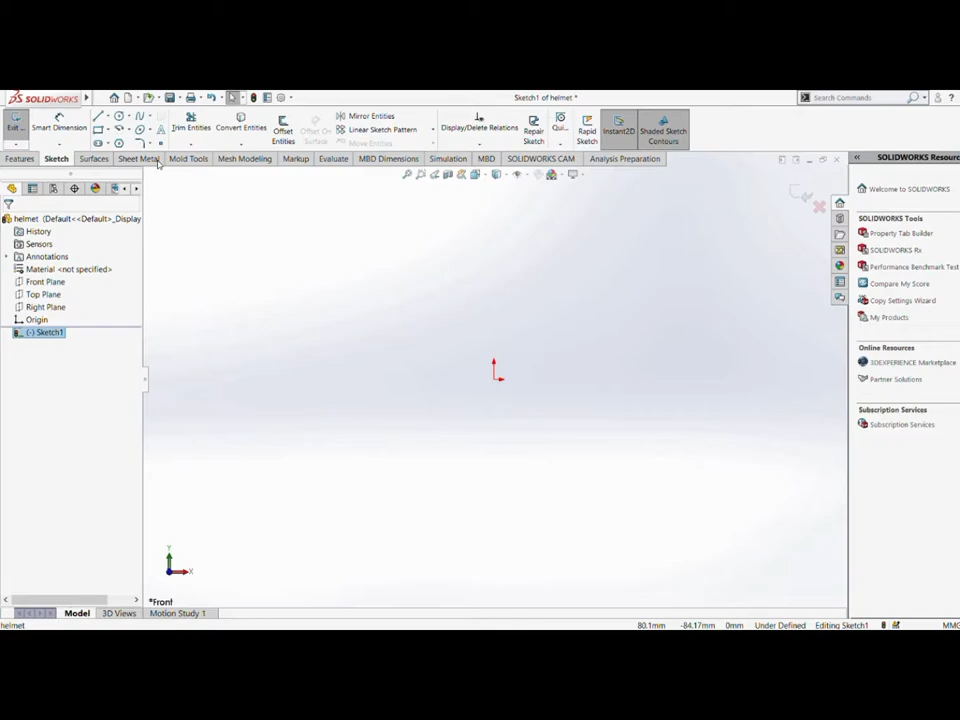 SOLIDWORKS
Sketch1 of helmet *
Search Commands
Exit ...
Smart Dimension
Trim Entities
Convert Entities
Offset Entities
Offset On
Mirror Entities
Linear Sketch Pattern
Move Entities
Display/Delete Relations
Repair Sketch
Qui...
Rapid Sketch
Instant2D
Shaded Sketch Contours
Features
Sketch
Surfaces
Sheet Metal
Mold Tools
Mesh Modeling
Markup
Evaluate
MBD Dimensions
Simulation
MBD
SOLIDWORKS CAM
Analysis Preparation
SOLIDWORKS Resourc
Welcome to SOLIDWORKS
SOLIDWORKS Tools
Property Tab Builder
SOLIDWORKS Rx
Performance Benchmark Test
Compare My Score
Copy Settings Wizard
My Products
Online Resources
3DEXPERIENCE Marketplace
Partner Solutions
Subscription Services
Subscription Services
helmet (Default<<Default>_Display
History
Sensors
Annotations
Material <not specified>
Front Plane
Top Plane
Right Plane
Origin
(-) Sketch1
Y
X
*Front
Model
3D Views
Motion Study 1
helmet
80.1mm
-84.17mm
0mm
Under Defined
Editing Sketch1
MMG